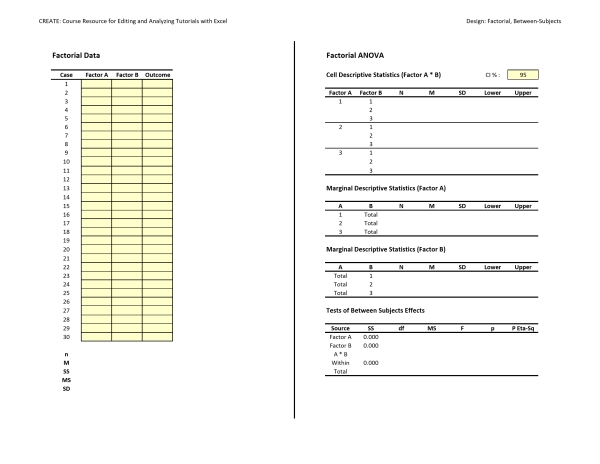 CREATE: Course Resource for Editing and Analyzing Tutorials with Excel
Design: Factorial, Between-Subjects
Factorial Data
Case Factor A Factor B Outcome
1
2
3
4
5
6
7
8
9
10
11
12
13
14
15
16
17
18
19
20
21
22
23
24
25
26
27
28
29
30
n
M
SS
MS
SD
Factorial ANOVA
Cell Descriptive Statistics (Factor A * B) CI % : 95
Factor A Factor B N M SD Lower Upper
1 1
2
3
2 1
2
3
3 1
2
3
Marginal Descriptive Statistics (Factor A)
A B N M SD Lower Upper
1 Total
2 Total
3 Total
Marginal Descriptive Statistics (Factor B)
A B N M SD Lower Upper
Total 1
Total 2
Total 3
Tests of Between Subjects Effects
Source SS df MS F p P Eta-Sq
Factor A 0.000
Factor B 0.000
A * B
Within 0.000
Total